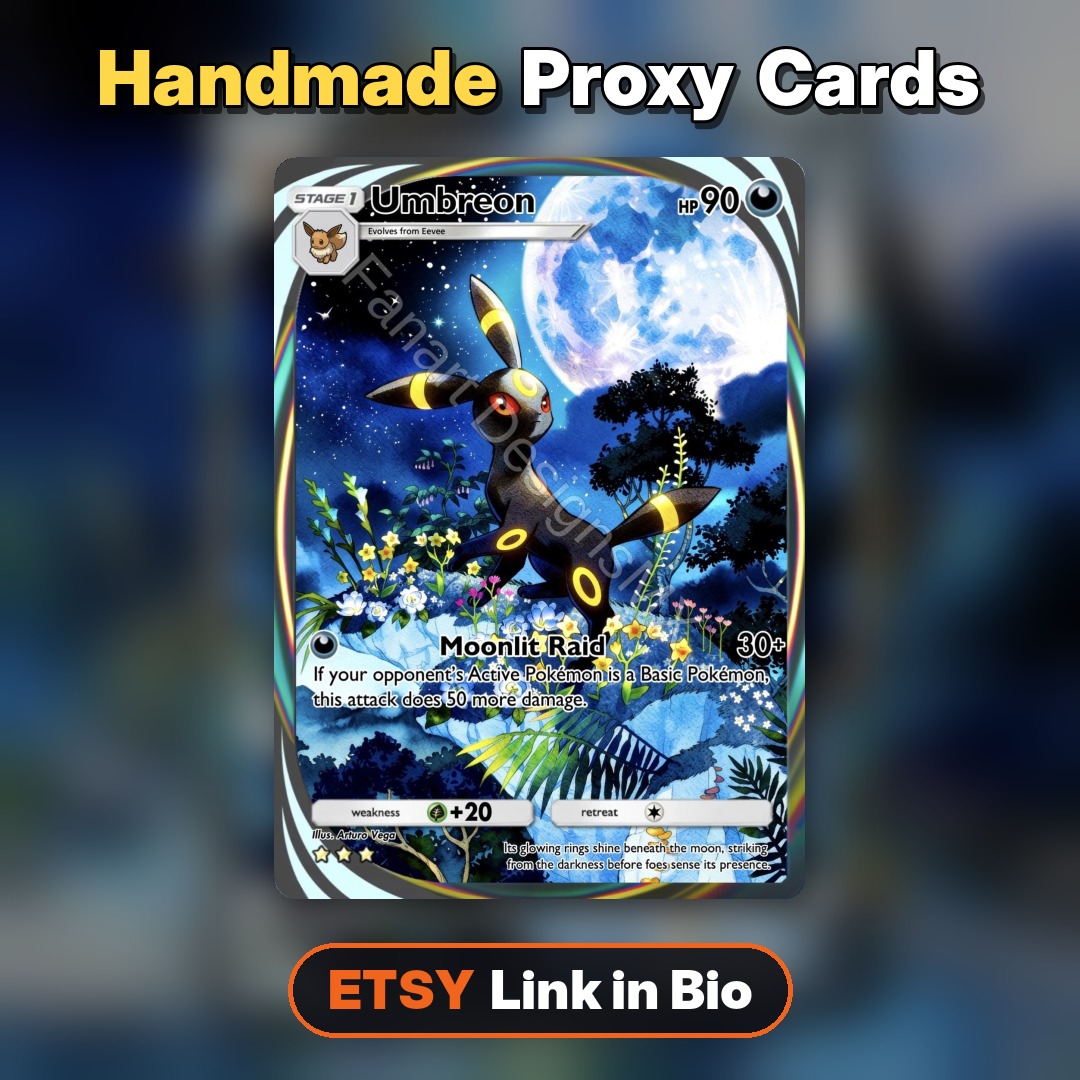 Handmade Proxy Cards
STAGE 1
Umbreon
HP 90
Evolves from Eevee
Fanart Designs
Moonlit Raid
30+
If your opponent's Active Pokémon is a Basic Pokémon,
this attack does 50 more damage.
weakness
+20
retreat
Illus. Arturo Vega
Its glowing rings shine beneath the moon, striking
from the darkness before foes sense its presence.
ETSY Link in Bio